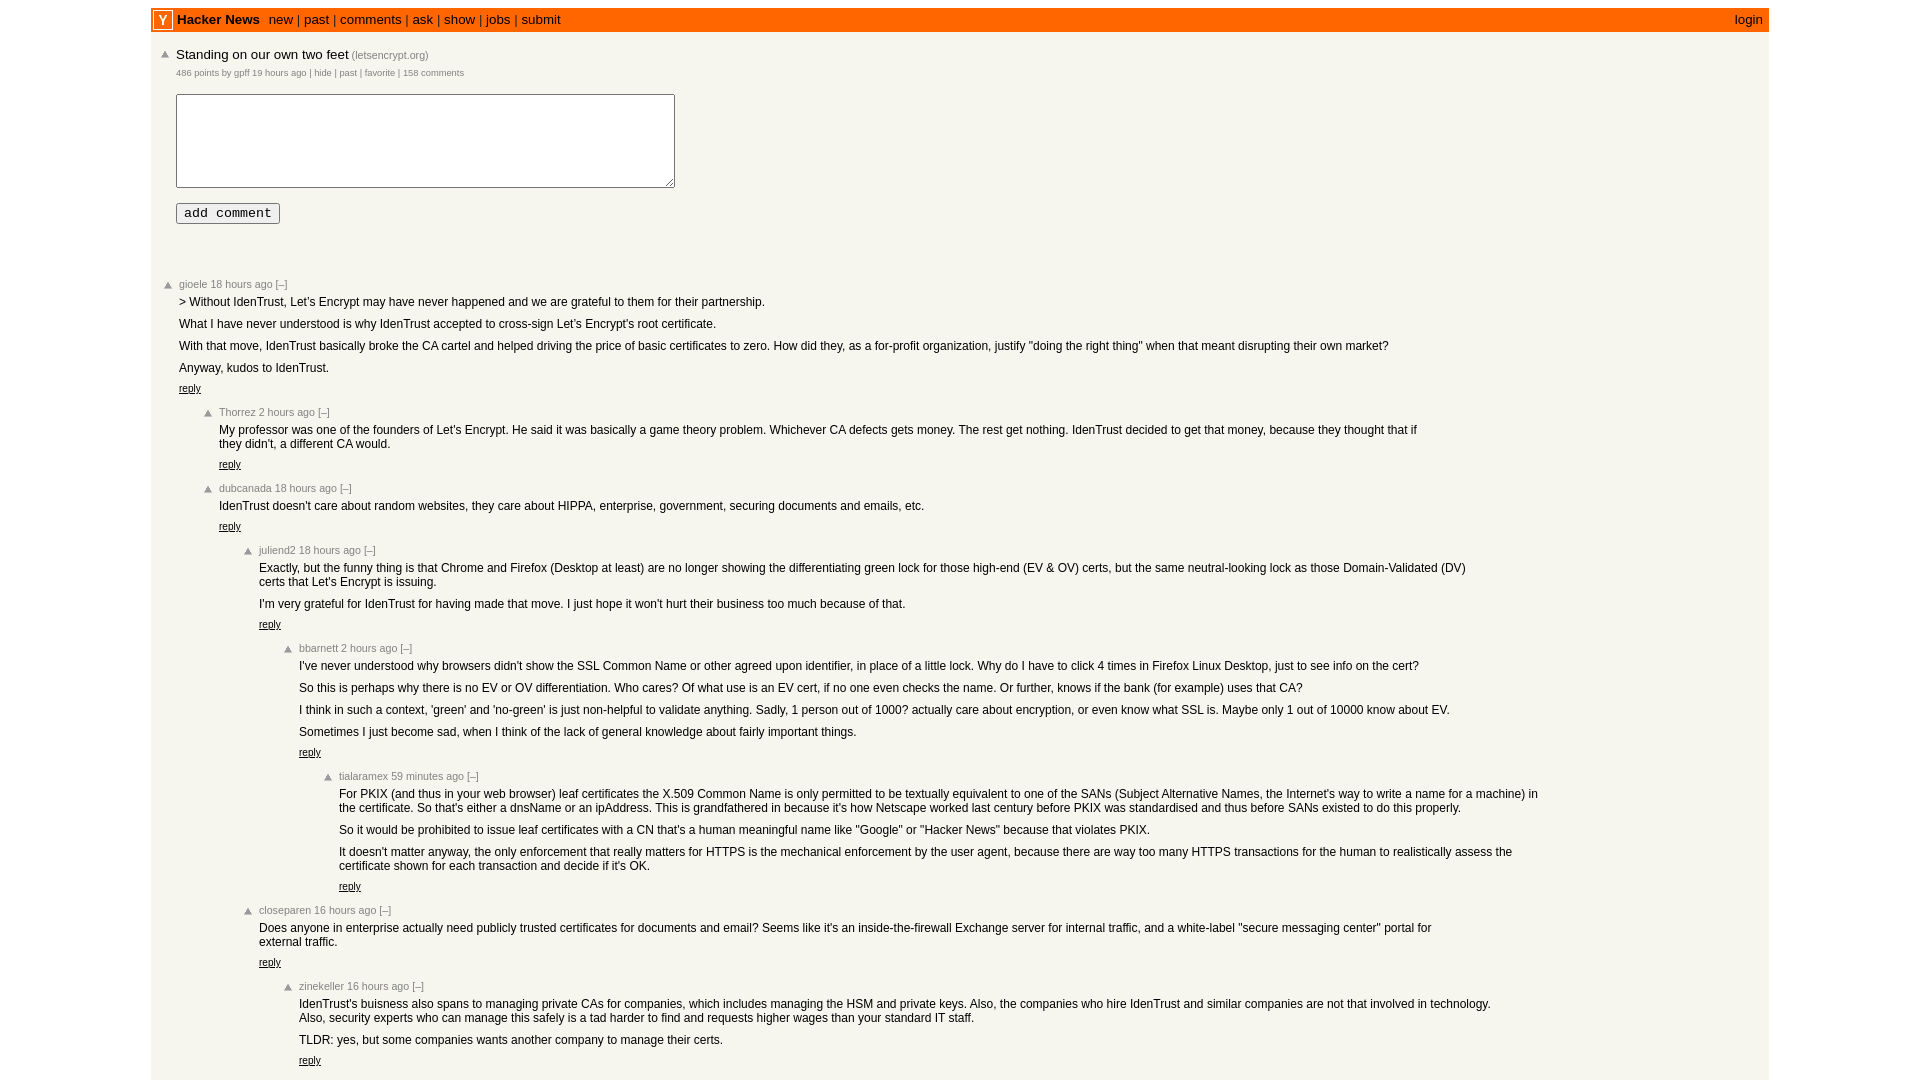 Y Hacker News new | past | comments | ask | show | jobs | submit login
Standing on our own two feet (letsencrypt.org)
486 points by gpff 19 hours ago | hide | past | favorite | 158 comments
add comment
gioele 18 hours ago [–]
> Without IdenTrust, Let's Encrypt may have never happened and we are grateful to them for their partnership.
What I have never understood is why IdenTrust accepted to cross-sign Let's Encrypt's root certificate.
With that move, IdenTrust basically broke the CA cartel and helped driving the price of basic certificates to zero. How did they, as a for-profit organization, justify "doing the right thing" when that meant disrupting their own market?
Anyway, kudos to IdenTrust.
reply
Thorrez 2 hours ago [–]
My professor was one of the founders of Let's Encrypt. He said it was basically a game theory problem. Whichever CA defects gets money. The rest get nothing. IdenTrust decided to get that money, because they thought that if
they didn't, a different CA would.
reply
dubcanada 18 hours ago [–]
IdenTrust doesn't care about random websites, they care about HIPPA, enterprise, government, securing documents and emails, etc.
reply
juliend2 18 hours ago [–]
Exactly, but the funny thing is that Chrome and Firefox (Desktop at least) are no longer showing the differentiating green lock for those high-end (EV & OV) certs, but the same neutral-looking lock as those Domain-Validated (DV)
certs that Let's Encrypt is issuing.
I'm very grateful for IdenTrust for having made that move. I just hope it won't hurt their business too much because of that.
reply
bbarnett 2 hours ago [–]
I've never understood why browsers didn't show the SSL Common Name or other agreed upon identifier, in place of a little lock. Why do I have to click 4 times in Firefox Linux Desktop, just to see info on the cert?
So this is perhaps why there is no EV or OV differentiation. Who cares? Of what use is an EV cert, if no one even checks the name. Or further, knows if the bank (for example) uses that CA?
I think in such a context, 'green' and 'no-green' is just non-helpful to validate anything. Sadly, 1 person out of 1000? actually care about encryption, or even know what SSL is. Maybe only 1 out of 10000 know about EV.
Sometimes I just become sad, when I think of the lack of general knowledge about fairly important things.
reply
tialaramex 59 minutes ago [–]
For PKIX (and thus in your web browser) leaf certificates the X.509 Common Name is only permitted to be textually equivalent to one of the SANs (Subject Alternative Names, the Internet's way to write a name for a machine) in
the certificate. So that's either a dnsName or an ipAddress. This is grandfathered in because it's how Netscape worked last century before PKIX was standardised and thus before SANs existed to do this properly.
So it would be prohibited to issue leaf certificates with a CN that's a human meaningful name like "Google" or "Hacker News" because that violates PKIX.
It doesn't matter anyway, the only enforcement that really matters for HTTPS is the mechanical enforcement by the user agent, because there are way too many HTTPS transactions for the human to realistically assess the
certificate shown for each transaction and decide if it's OK.
reply
closeparen 16 hours ago [–]
Does anyone in enterprise actually need publicly trusted certificates for documents and email? Seems like it's an inside-the-firewall Exchange server for internal traffic, and a white-label "secure messaging center" portal for
external traffic.
reply
zinekeller 16 hours ago [–]
IdenTrust's buisness also spans to managing private CAs for companies, which includes managing the HSM and private keys. Also, the companies who hire IdenTrust and similar companies are not that involved in technology.
Also, security experts who can manage this safely is a tad harder to find and requests higher wages than your standard IT staff.
TLDR: yes, but some companies wants another company to manage their certs.
reply